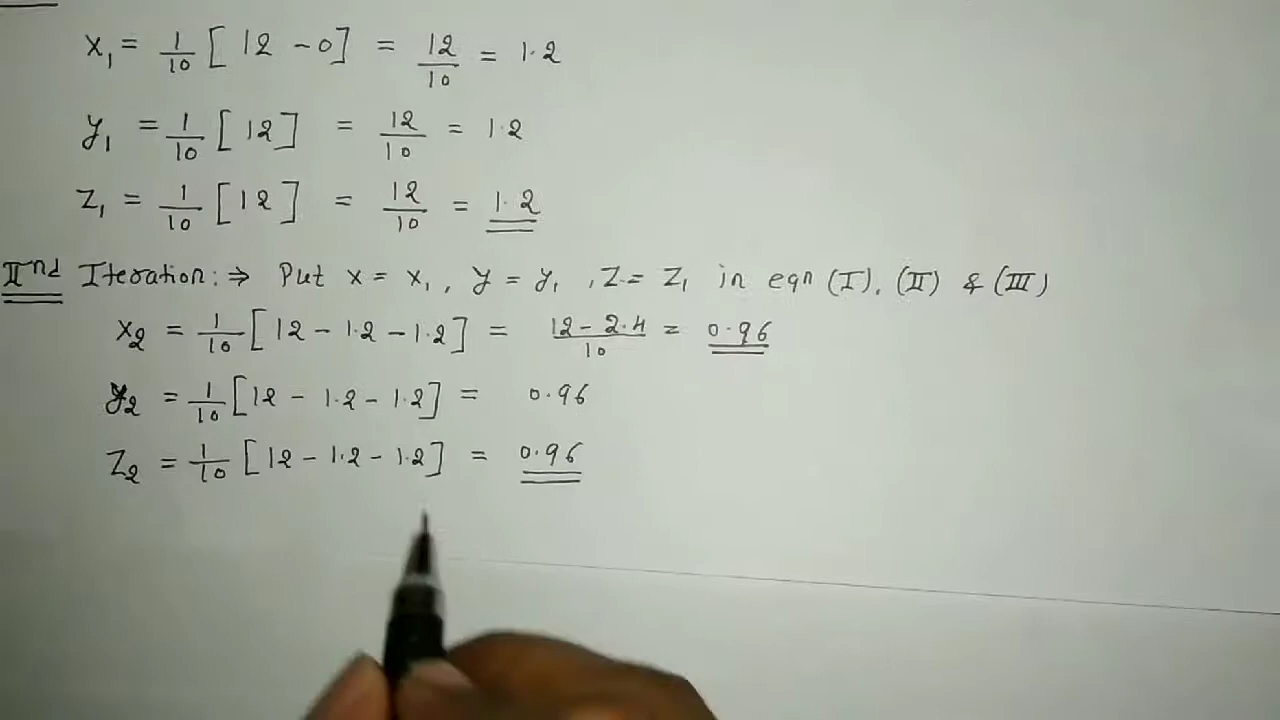 x₁ = 1/10 [ 12 - 0 ] = 12/10 = 1.2
y₁ = 1/10 [ 12 ] = 12/10 = 1.2
z₁ = 1/10 [ 12 ] = 12/10 = 1.2
IInd Iteration: ⇒ Put x = x₁, y = y₁, z = z₁ in eqn (I), (II) & (III)
x₂ = 1/10 [ 12 - 1.2 - 1.2 ] = 12 - 2.4/10 = 0.96
y₂ = 1/10 [ 12 - 1.2 - 1.2 ] = 0.96
z₂ = 1/10 [ 12 - 1.2 - 1.2 ] = 0.96